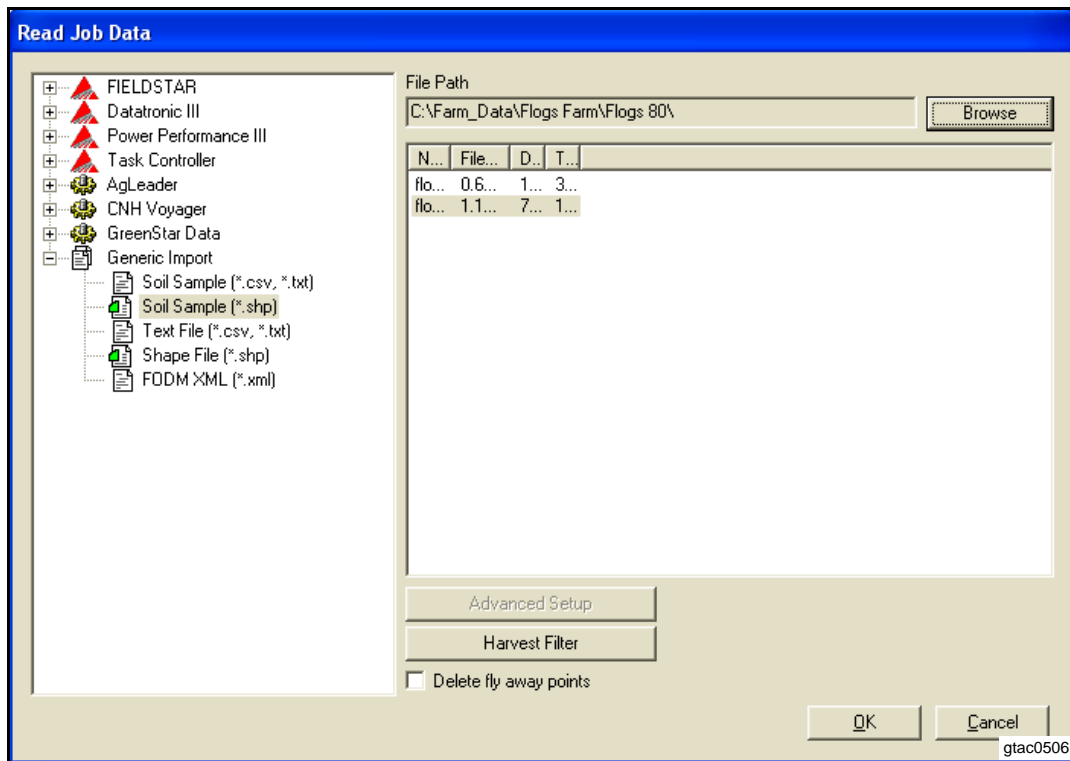 Read Job Data
FIELDSTAR
Datatronic III
Power Performance III
Task Controller
AgLeader
CNH Voyager
GreenStar Data
Generic Import
Soil Sample (*.csv, *.txt)
Soil Sample (*.shp)
Text File (*.csv, *.txt)
Shape File (*.shp)
FODM XML (*.xml)
File Path
C:\Farm_Data\Flogs Farm\Flogs 80\
Browse
N... File... D... T...
flo... 0.6... 1... 3...
flo... 1.1... 7... 1...
Advanced Setup
Harvest Filter
Delete fly away points
OK Cancel
gtac0506